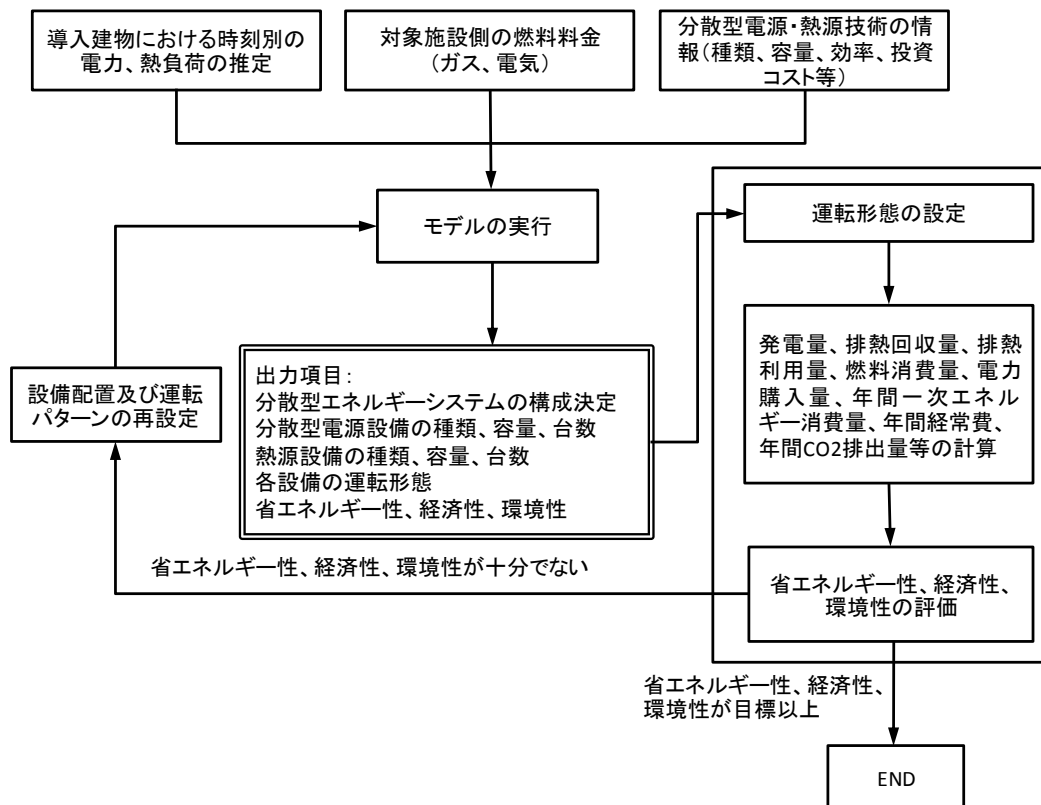 導入建物における時刻別の
電力、熱負荷の推定
対象施設側の燃料料金
（ガス、電気）
分散型電源・熱源技術の情
報（種類、容量、効率、投資
コスト等）
モデルの実行
運転形態の設定
出力項目：
分散型エネルギーシステムの構成決定
分散型電源設備の種類、容量、台数
熱源設備の種類、容量、台数
各設備の運転形態
省エネルギー性、経済性、環境性
設備配置及び運転
パターンの再設定
発電量、排熱回収量、排熱
利用量、燃料消費量、電力
購入量、年間一次エネル
ギー消費量、年間経常費、
年間CO2排出量等の計算
省エネルギー性、経済性、環境性が十分でない
省エネルギー性、経済性、
環境性の評価
省エネルギー性、経済性、
環境性が目標以上
END